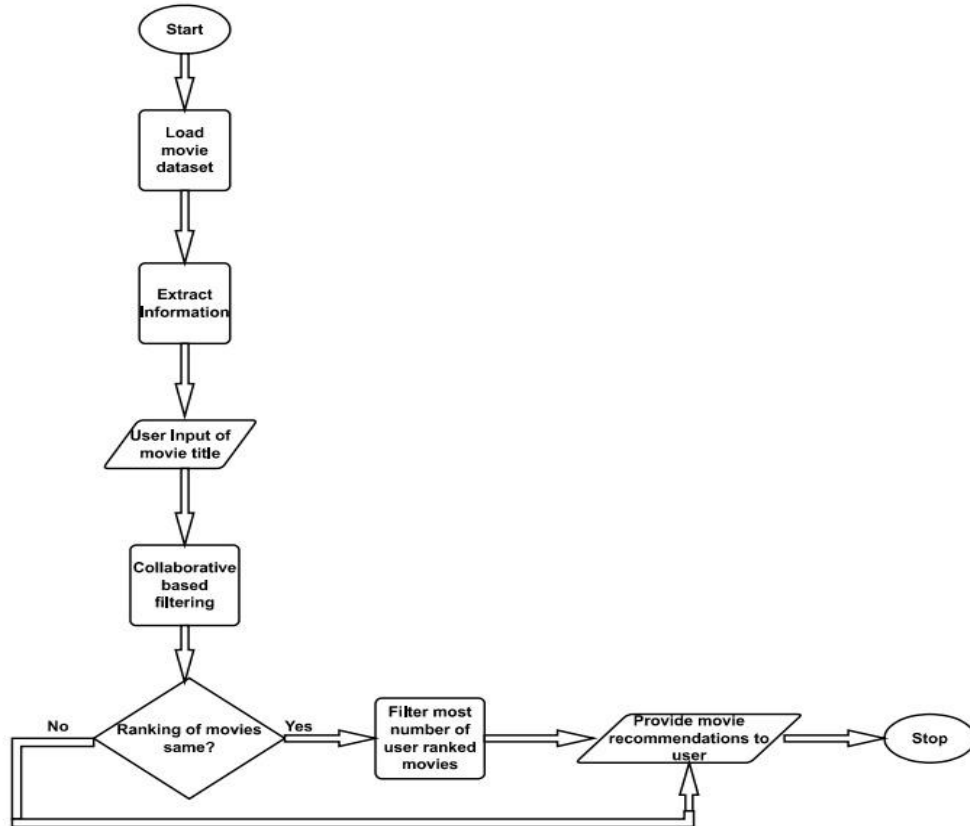 Start
Load
movie
dataset
Extract
Information
User Input of
movie title
Collaborative
based
filtering
No
Ranking of movies
same?
Yes
Filter most
number of
user ranked
movies
Provide movie
recommendations to
user
Stop